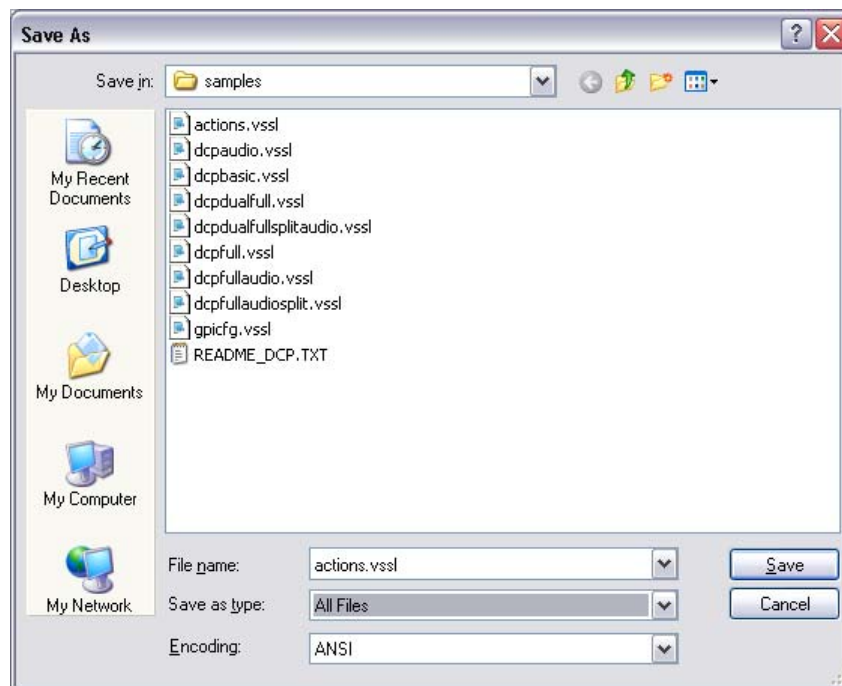 Save As
Save in:
samples
My Recent
Documents
Desktop
My Documents
My Computer
My Network
actions.vssl
dcpaudio.vssl
dcpbasic.vssl
dcpdualfull.vssl
dcpdualfullsplitaudio.vssl
dcpfull.vssl
dcpfullaudio.vssl
dcpfullaudiosplit.vssl
gpicfg.vssl
README_DCP.TXT
File name:
actions.vssl
Save
Save as type:
All Files
Cancel
Encoding:
ANSI